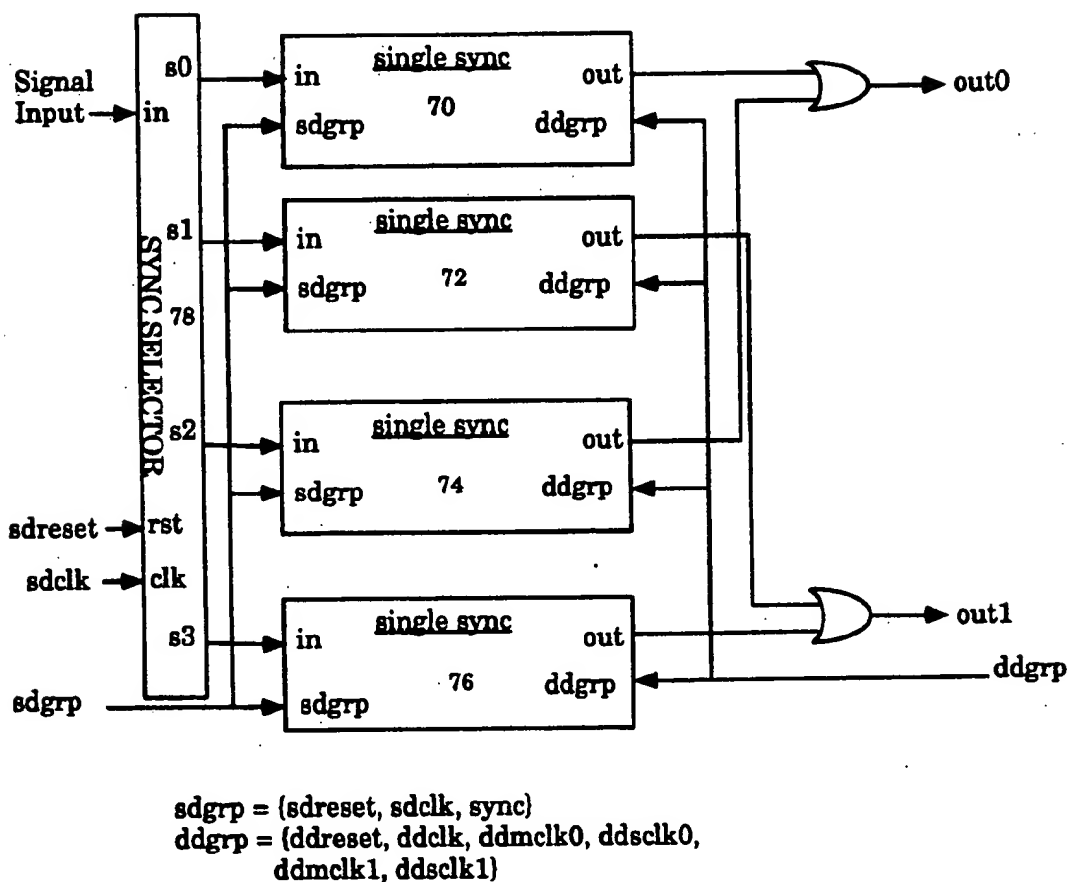 Signal
Input
in
s0
s1
SYNC SELECTOR
78
s2
sdreset
rst
sdclk
clk
s3
sdgrp
single sync
in
out
70
sdgrp
ddgrp
single sync
in
out
72
sdgrp
ddgrp
single sync
in
out
74
sdgrp
ddgrp
single sync
in
out
76
sdgrp
ddgrp
out0
out1
ddgrp
sdgrp = {sdreset, sdclk, sync}
ddgrp = {ddreset, ddclk, ddmclk0, ddsclk0,
ddmclk1, ddsclk1}